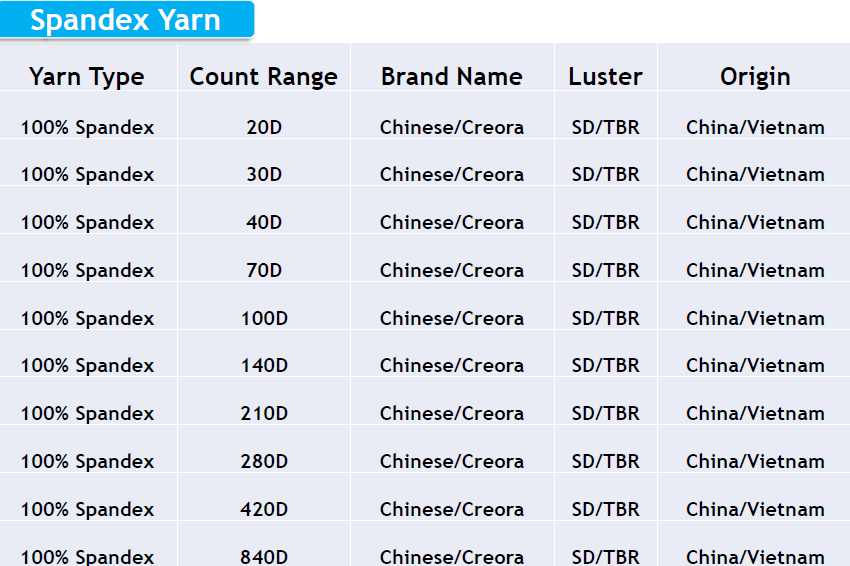 Spandex Yarn
Yarn Type Count Range Brand Name Luster Origin
100% Spandex 20D Chinese/Creora SD/TBR China/Vietnam
100% Spandex 30D Chinese/Creora SD/TBR China/Vietnam
100% Spandex 40D Chinese/Creora SD/TBR China/Vietnam
100% Spandex 70D Chinese/Creora SD/TBR China/Vietnam
100% Spandex 100D Chinese/Creora SD/TBR China/Vietnam
100% Spandex 140D Chinese/Creora SD/TBR China/Vietnam
100% Spandex 210D Chinese/Creora SD/TBR China/Vietnam
100% Spandex 280D Chinese/Creora SD/TBR China/Vietnam
100% Spandex 420D Chinese/Creora SD/TBR China/Vietnam
100% Spandex 840D Chinese/Creora SD/TBR China/Vietnam